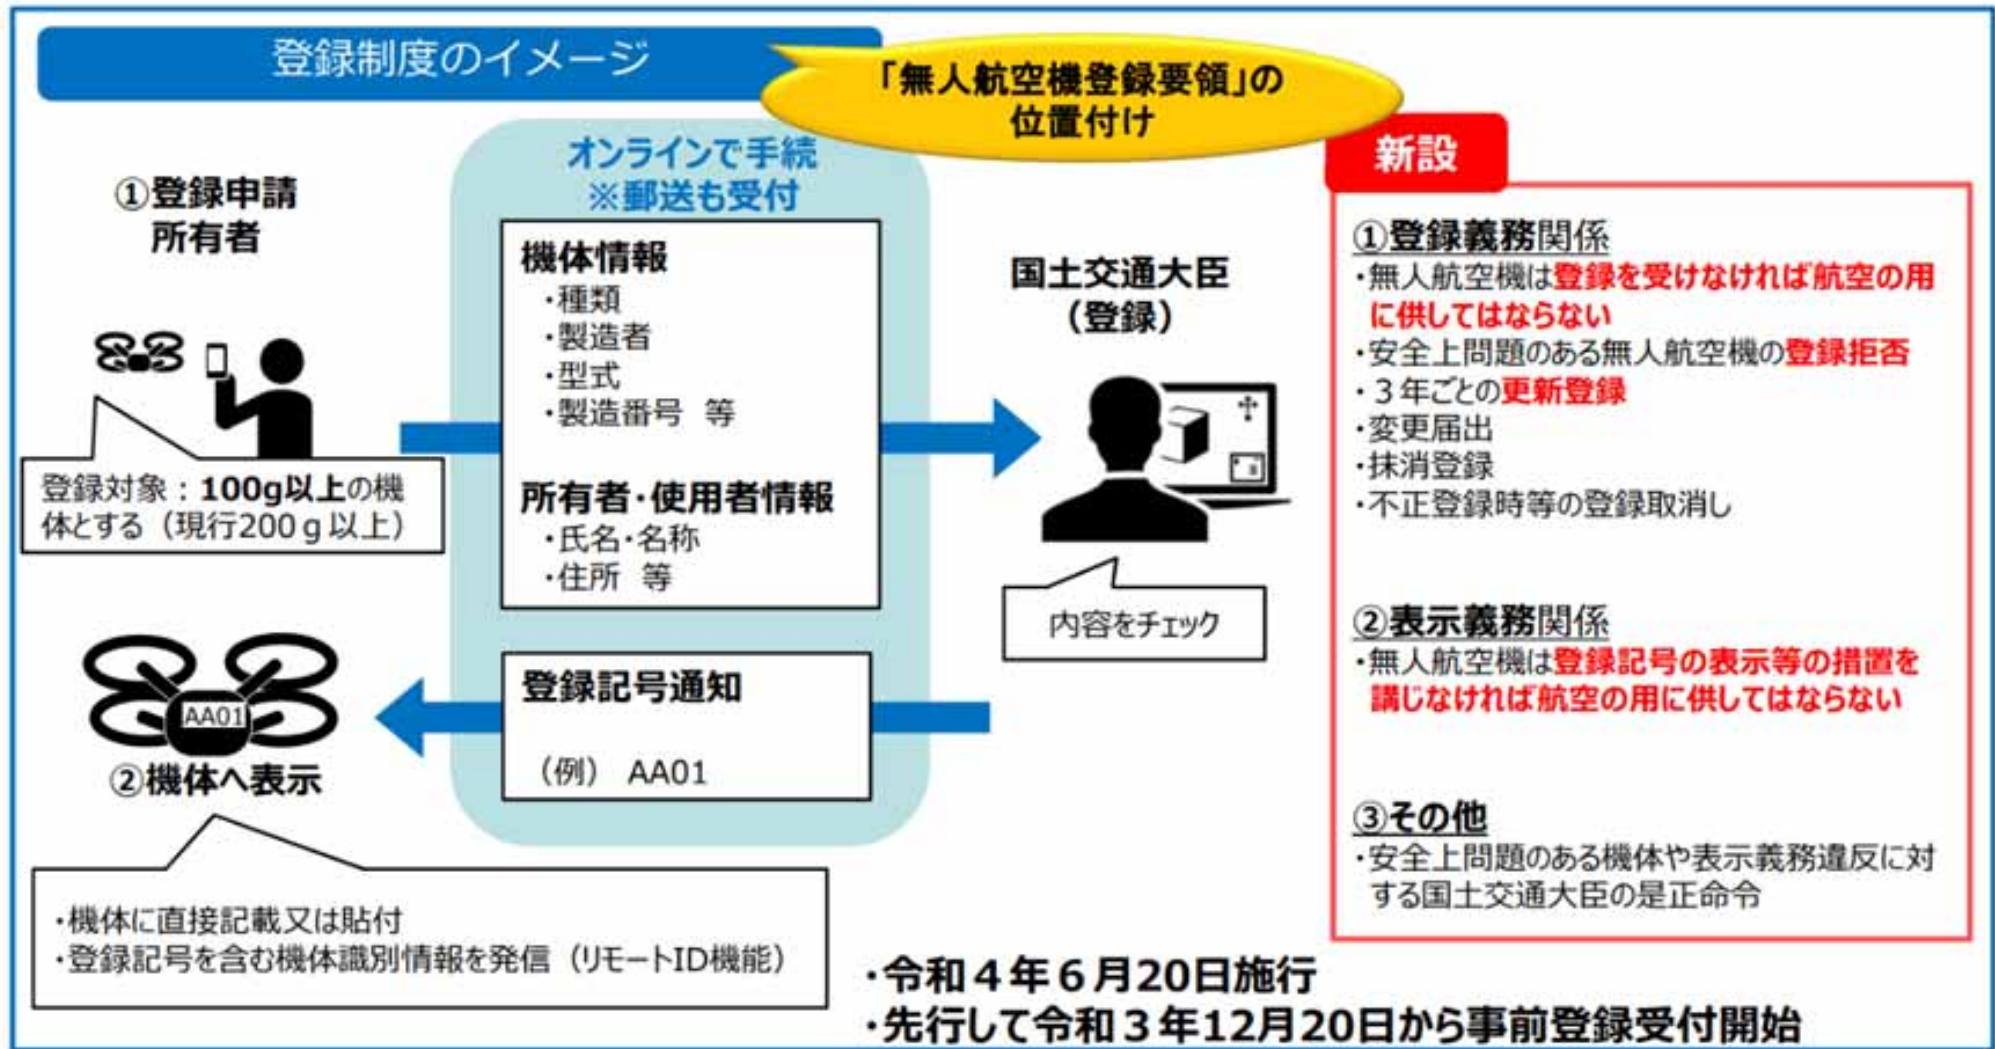 登録制度のイメージ
「無人航空機登録要領」の
位置付け
オンラインで手続
※郵送も受付
①登録申請
所有者
登録対象：100g以上の機
体とする（現行200ｇ以上）
機体情報
・種類
・製造者
・型式
・製造番号　等
所有者・使用者情報
・氏名・名称
・住所　等
国土交通大臣
（登録）
内容をチェック
登録記号通知
（例）　AA01
AA01
②機体へ表示
・機体に直接記載又は貼付
・登録記号を含む機体識別情報を発信（リモートID機能）
新設
①登録義務関係
・無人航空機は登録を受けなければ航空の用
に供してはならない
・安全上問題のある無人航空機の登録拒否
・３年ごとの更新登録
・変更届出
・抹消登録
・不正登録時等の登録取消し
②表示義務関係
・無人航空機は登録記号の表示等の措置を
講じなければ航空の用に供してはならない
③その他
・安全上問題のある機体や表示義務違反に対
する国土交通大臣の是正命令
・令和４年６月20日施行
・先行して令和３年12月20日から事前登録受付開始